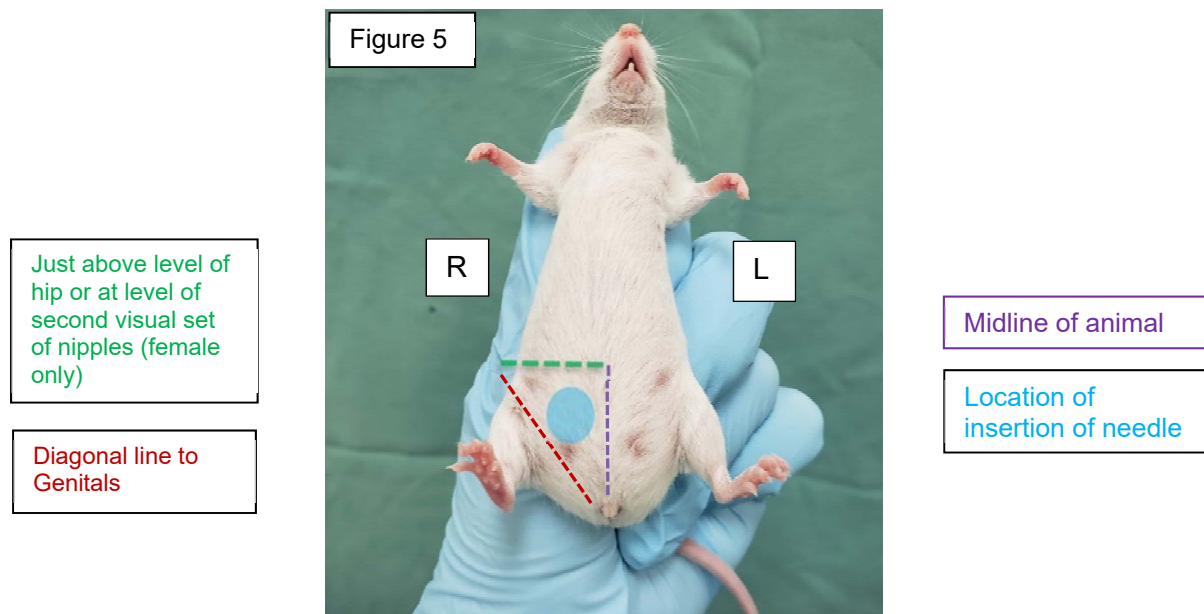 Figure 5
R
L
Just above level of
hip or at level of
second visual set
of nipples (female
only)
Diagonal line to
Genitals
Midline of animal
Location of
insertion of needle